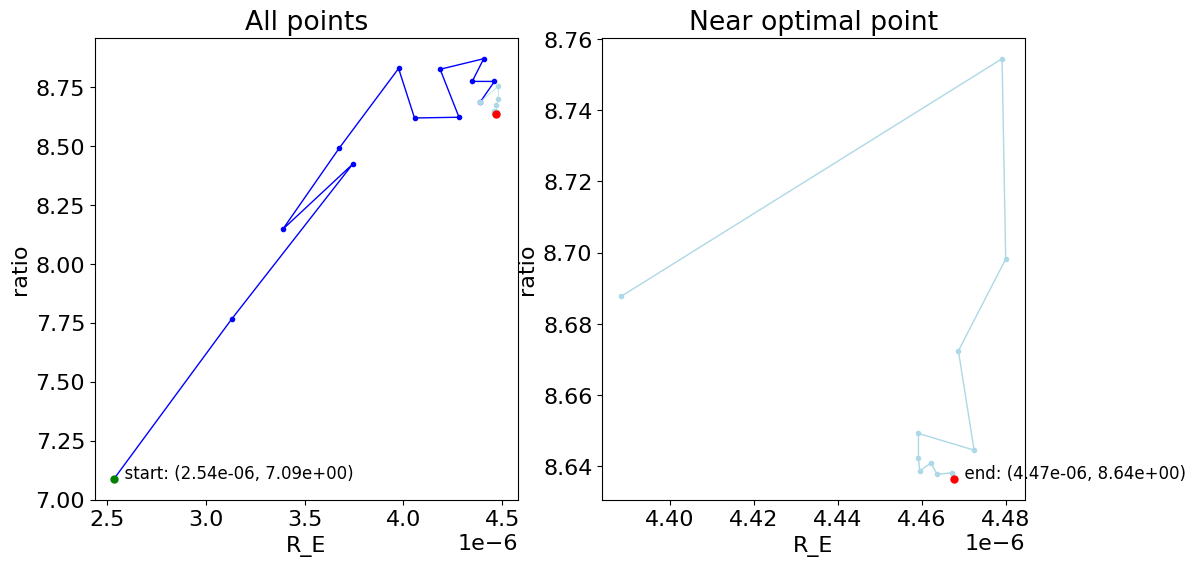 All points
8.75
8.50
8.25
8.00
7.75
7.50
7.25
7.00
ratio
start: (2.54e-06, 7.09e+00)
2.5
3.0
3.5
4.0
4.5
R_E
1e−6
Near optimal point
8.76
8.74
8.72
8.70
8.68
8.66
8.64
ratio
end: (4.47e-06, 8.64e+00)
4.40
4.42
4.44
4.46
4.48
R_E
1e−6